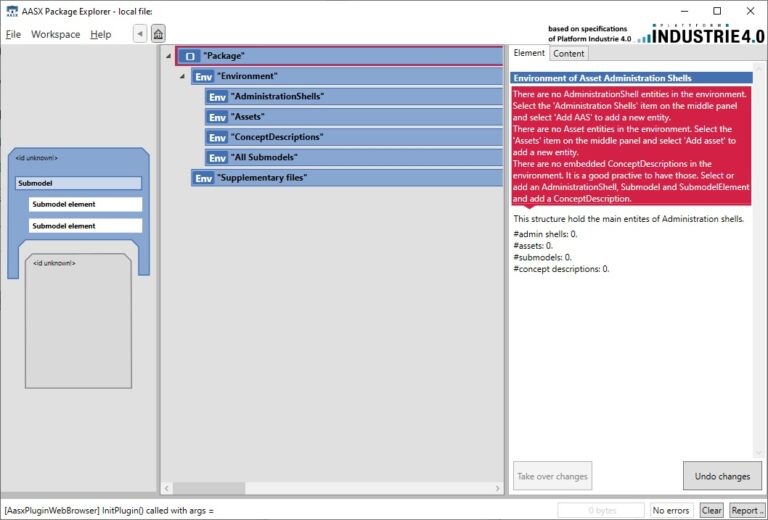 AASX Package Explorer - local file:
File Workspace Help
based on specifications
of Platform Industrie 4.0
PLATTFORM
INDUSTRIE4.0
<id unknown!>
Submodel
Submodel element
Submodel element
<id unknown!>
"Package"
Env "Environment"
Env "AdministrationShells"
Env "Assets"
Env "ConceptDescriptions"
Env "All Submodels"
Env "Supplementary files"
Element Content
Environment of Asset Administration Shells
There are no AdministrationShell entities in the environment.
Select the 'Administration Shells' item on the middle panel
and select 'Add AAS' to add a new entity.
There are no Asset entities in the environment. Select the
'Assets' item on the middle panel and select 'Add asset' to
add a new entity.
There are no embedded ConceptDescriptions in the
environment. It is a good practive to have those. Select or
add an AdministrationShell, Submodel and SubmodelElement
and add a ConceptDescription.
This structure hold the main entites of Administration shells.
#admin shells: 0.
#assets: 0.
#submodels: 0.
#concept descriptions: 0.
Take over changes Undo changes
[AasxPluginWebBrowser] InitPlugin() called with args =
0 bytes No errors Clear Report ..